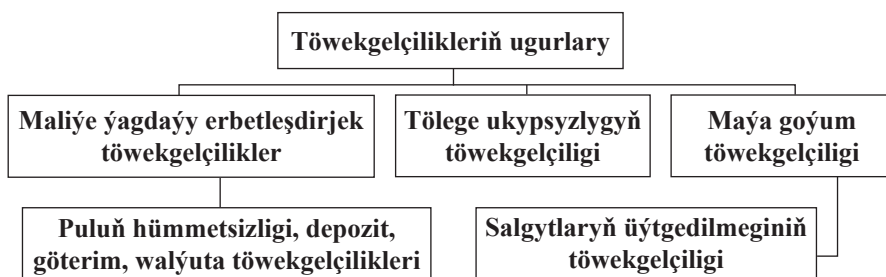 Töwekgelçilikleriň ugurlary
Maliýe ýagdaýy erbetleşdirjek
töwekgelçilikler
Tölege ukypsyzlygyň
töwekgelçiligi
Maýa goýum
töwekgelçiligi
Puluň hümmetsizligi, depozit,
göterim, walýuta töwekgelçilikleri
Salgytlaryň üýtgedilmeginiň
töwekgelçiligi